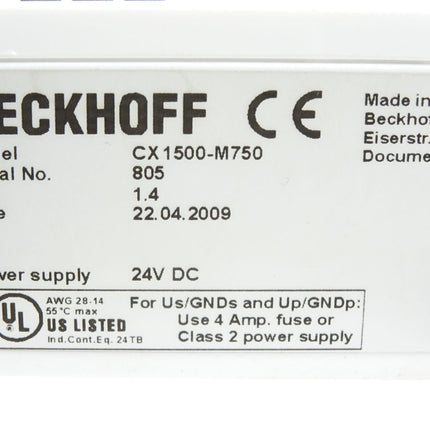 ECKHOFF CE
el CX1500-M750
al No. 805
1.4
e 22.04.2009
er supply 24V DC
Made in
Beckhof
Eiserstr.
Docume
UL
AWG 28-14
55°C max
US LISTED
Ind.Cont.Eq. 24TB
For Us/GNDs and Up/GNDp:
Use 4 Amp. fuse or
Class 2 power supply